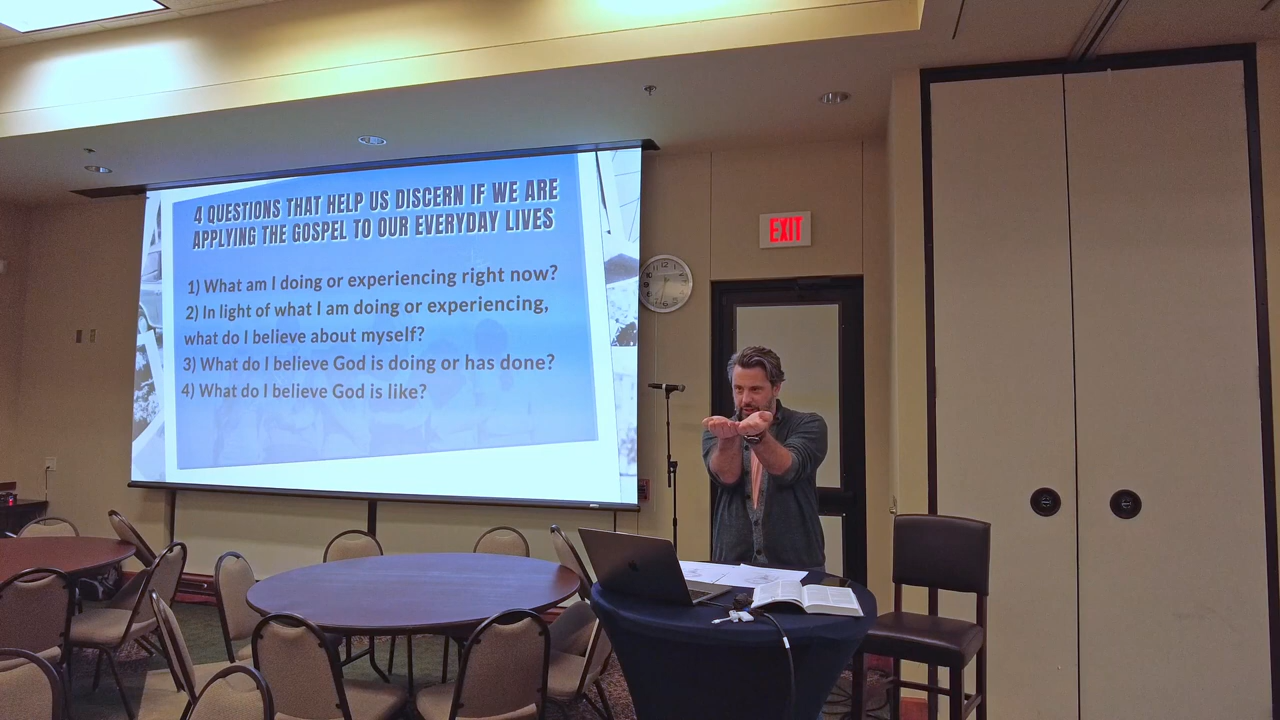 4 QUESTIONS THAT HELP US DISCERN IF WE ARE
APPLYING THE GOSPEL TO OUR EVERYDAY LIVES
1) What am I doing or experiencing right now?
2) In light of what I am doing or experiencing,
what do I believe about myself?
3) What do I believe God is doing or has done?
4) What do I believe God is like?
EXIT